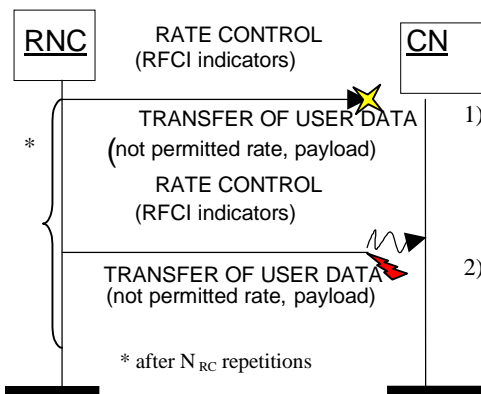 RNC
CN
RATE CONTROL
(RFCI indicators)
1)
TRANSFER OF USER DATA
*
(not permitted rate, payload)
RATE CONTROL
(RFCI indicators)
2)
TRANSFER OF USER DATA
(not permitted rate, payload)
* after N RC repetitions